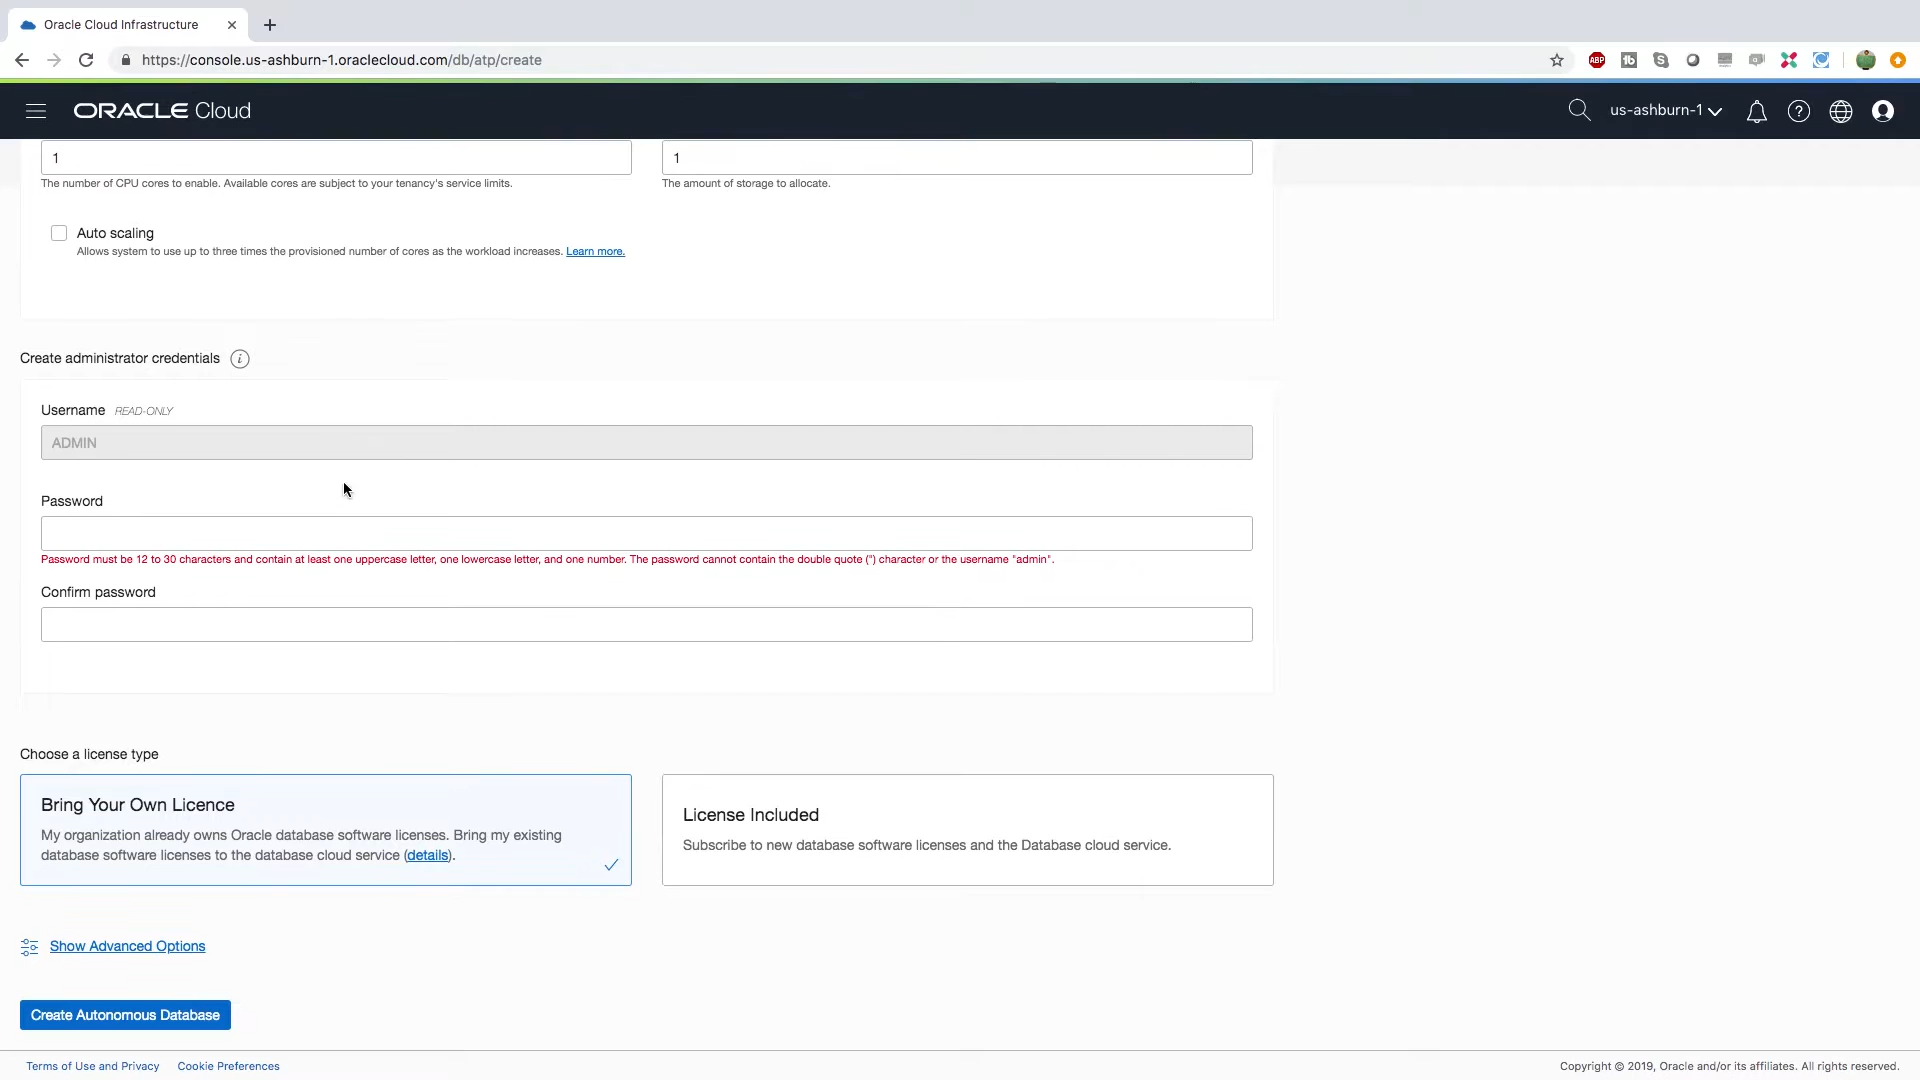 Oracle Cloud Infrastructure
https://console.us-ashburn-1.oraclecloud.com/db/atp/create
ABP
ORACLE Cloud
us-ashburn-1
1
1
The number of CPU cores to enable. Available cores are subject to your tenancy's service limits.
The amount of storage to allocate.
Auto scaling
Allows system to use up to three times the provisioned number of cores as the workload increases. Learn more.
Create administrator credentials i
Username READ-ONLY
ADMIN
Password
Password must be 12 to 30 characters and contain at least one uppercase letter, one lowercase letter, and one number. The password cannot contain the double quote (") character or the username "admin".
Confirm password
Choose a license type
Bring Your Own Licence
My organization already owns Oracle database software licenses. Bring my existing
database software licenses to the database cloud service (details).
License Included
Subscribe to new database software licenses and the Database cloud service.
Show Advanced Options
Create Autonomous Database
Terms of Use and Privacy
Cookie Preferences
Copyright © 2019, Oracle and/or its affiliates. All rights reserved.